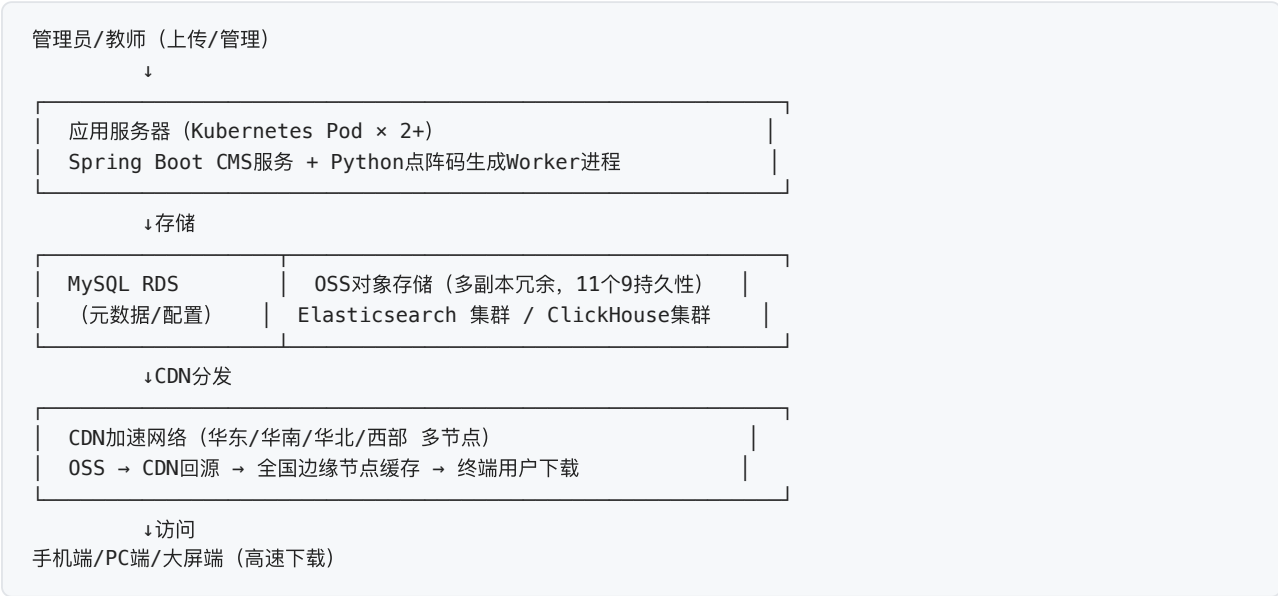 管理员/教师（上传/管理）
↓
┌─────────────────────────────────────────────────────────────┐
│  应用服务器（Kubernetes Pod × 2+）                           │
│  Spring Boot CMS服务 + Python点阵码生成Worker进程             │
└─────────────────────────────────────────────────────────────┘
↓存储
┌────────────────────┬────────────────────────────────────────┐
│  MySQL RDS        │  OSS对象存储（多副本冗余，11个9持久性）   │
│  （元数据/配置）    │  Elasticsearch 集群 / ClickHouse集群    │
└────────────────────┴────────────────────────────────────────┘
↓CDN分发
┌─────────────────────────────────────────────────────────────┐
│  CDN加速网络（华东/华南/华北/西部 多节点）                     │
│  OSS → CDN回源 → 全国边缘节点缓存 → 终端用户下载              │
└─────────────────────────────────────────────────────────────┘
↓访问
手机端/PC端/大屏端（高速下载）